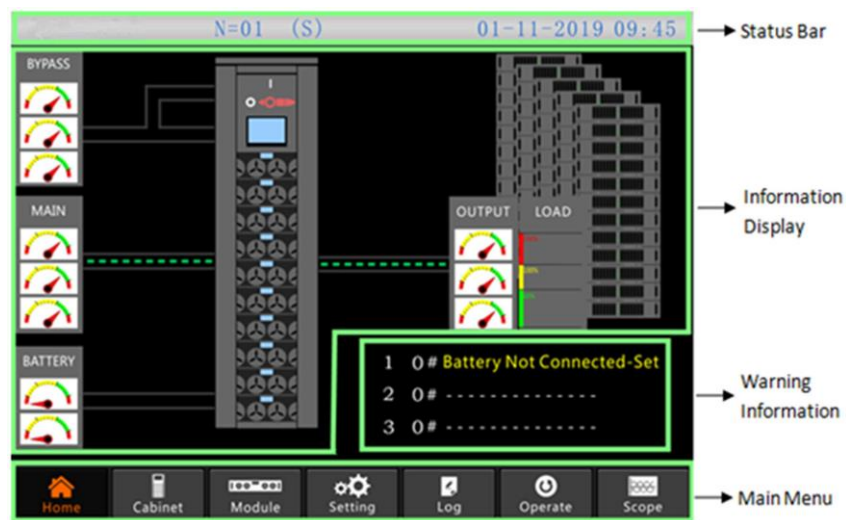 N=01 (S) 01-11-2019 09:45
Status Bar
BYPASS
MAIN
OUTPUT LOAD
100%
Information
Display
BATTERY
1 0# Battery Not Connected-Set
2 0# - - - - - - - - - - - - - -
3 0# - - - - - - - - - - - - - -
Warning
Information
Home Cabinet Module Setting Log Operate Scope
Main Menu